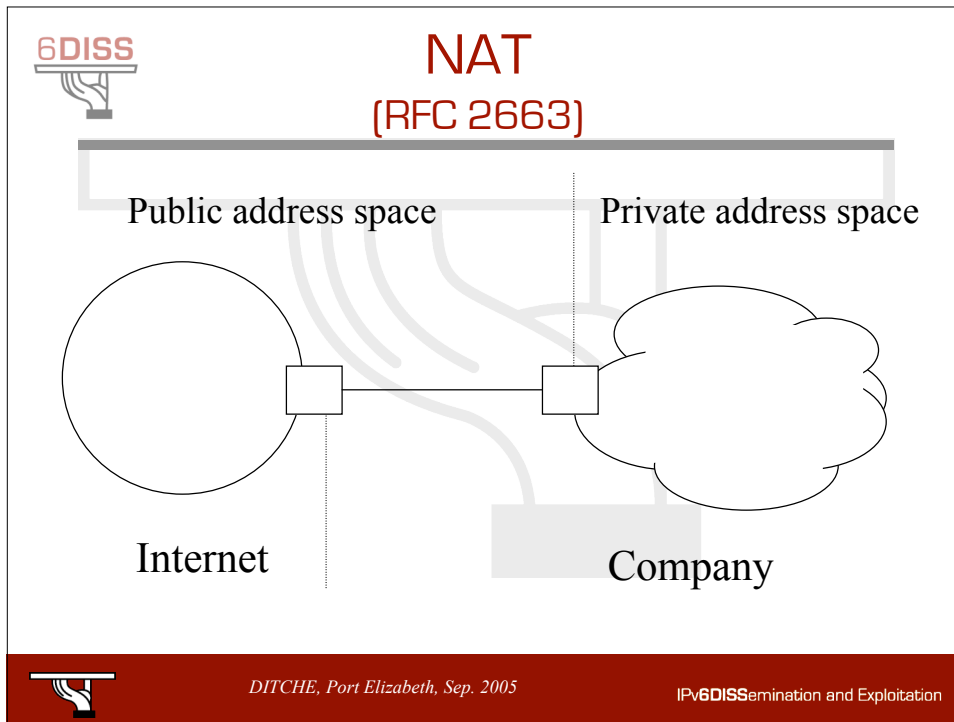 6DISS
NAT
(RFC 2663)
Public address space
Private address space
Internet
Company
DITCHE, Port Elizabeth, Sep. 2005
IPv6DISSemination and Exploitation